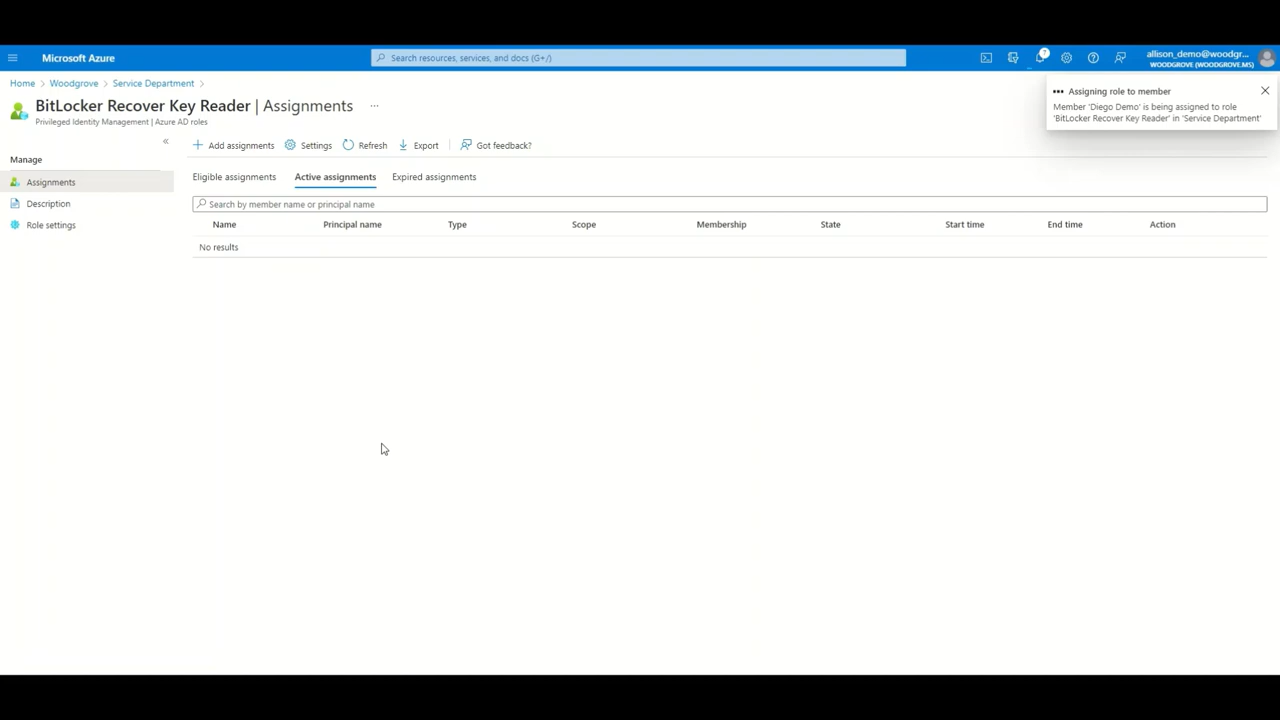 Microsoft Azure
Search resources, services, and docs (G+/)
7
allison_demo@woodgr...
WOODGROVE (WOODGROVE.MS)
Home > Woodgrove > Service Department >
BitLocker Recover Key Reader | Assignments ...
Privileged Identity Management | Azure AD roles
Assigning role to member
Member 'Diego Demo' is being assigned to role
'BitLocker Recover Key Reader' in 'Service Department'
Manage
Assignments
Description
Role settings
Add assignments Settings Refresh Export Got feedback?
Eligible assignments Active assignments Expired assignments
Search by member name or principal name
Name Principal name Type Scope Membership State Start time End time Action
No results